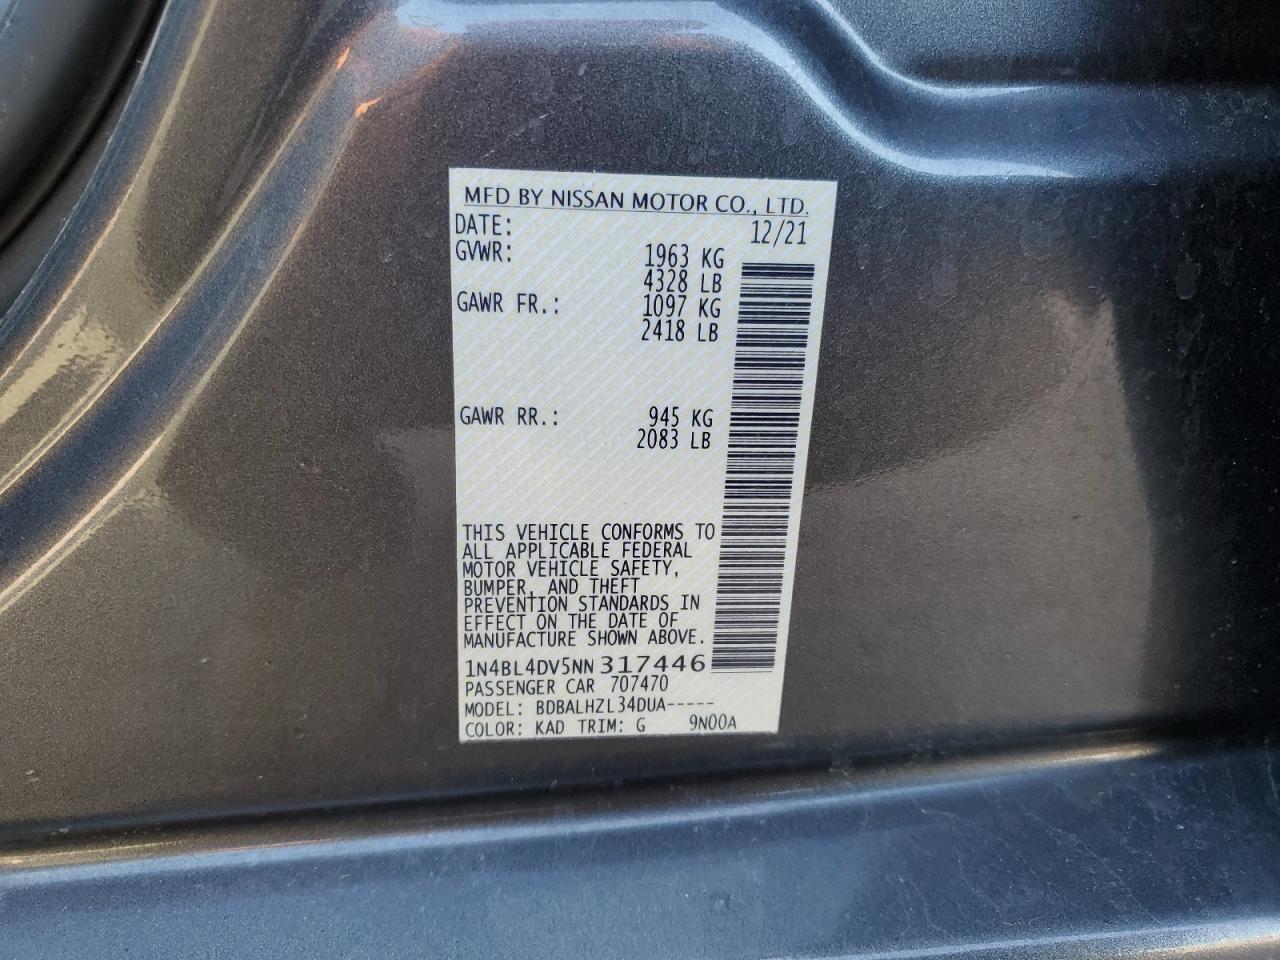 MFD BY NISSAN MOTOR CO., LTD.
DATE: 12/21
GVWR: 1963 KG
4328 LB
GAWR FR.: 1097 KG
2418 LB
GAWR RR.: 945 KG
2083 LB
THIS VEHICLE CONFORMS TO
ALL APPLICABLE FEDERAL
MOTOR VEHICLE SAFETY,
BUMPER, AND THEFT
PREVENTION STANDARDS IN
EFFECT ON THE DATE OF
MANUFACTURE SHOWN ABOVE.
1N4BL4DV5NN317446
PASSENGER CAR 707470
MODEL: BDBALHZL34DUA-----
COLOR: KAD TRIM: G 9N00A